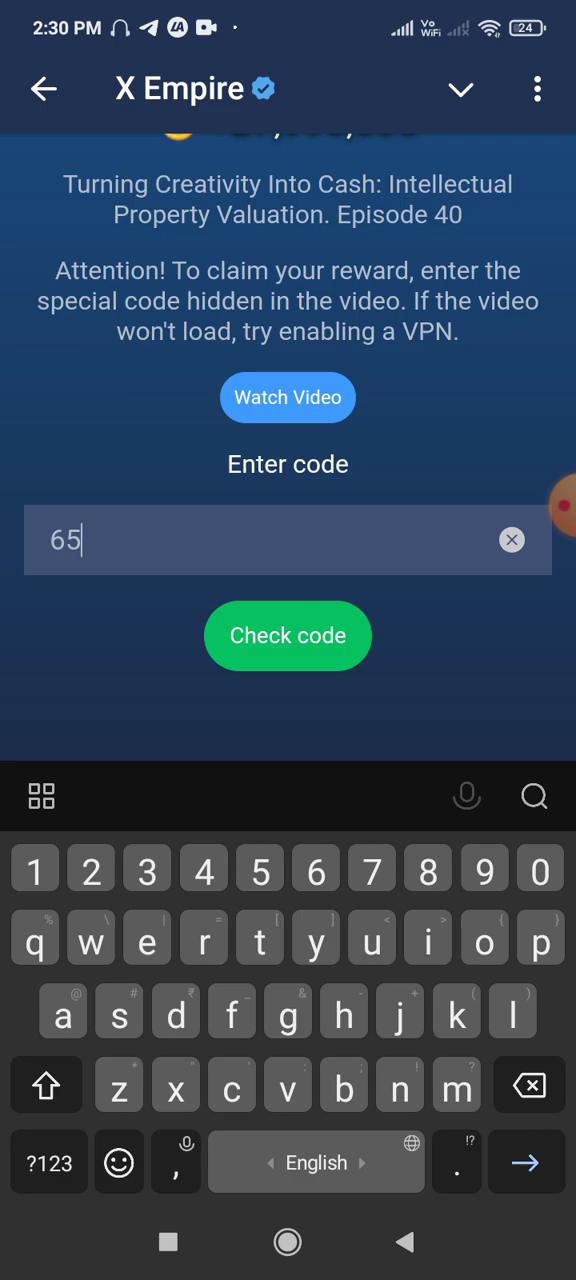 2:30 PM
Vo
WiFi
24
X Empire
Turning Creativity Into Cash: Intellectual
Property Valuation. Episode 40
Attention! To claim your reward, enter the
special code hidden in the video. If the video
won't load, try enabling a VPN.
Watch Video
Enter code
65
Check code
1 2 3 4 5 6 7 8 9 0
% \ | = [ ] < > { }
q w e r t y u i o p
@ # ₹ _ & - + ( )
a s d f g h j k l
* " ' : ; ! ?
z x c v b n m
?123 , English . !?